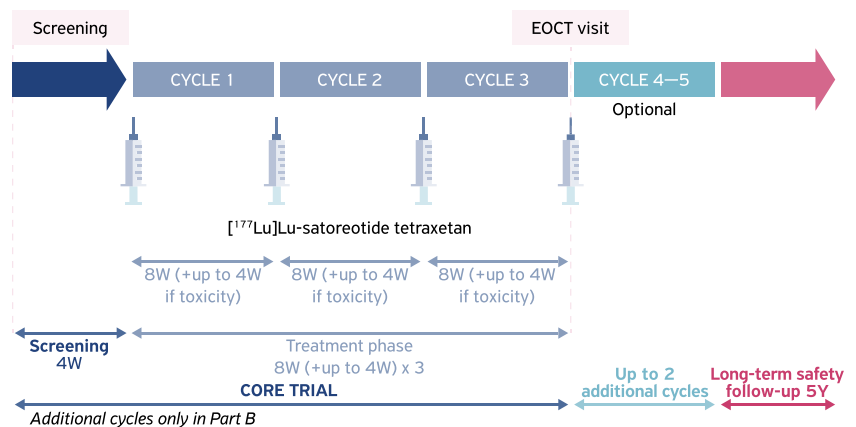 Screening
EOCT visit
CYCLE 1
CYCLE 2
CYCLE 3
CYCLE 4—5
Optional
[¹⁷⁷Lu]Lu-satoreotide tetraxetan
8W (+up to 4W
if toxicity)
8W (+up to 4W
if toxicity)
8W (+up to 4W
if toxicity)
Screening
4W
Treatment phase
8W (+up to 4W) x 3
CORE TRIAL
Up to 2
additional cycles
Long-term safety
follow-up 5Y
Additional cycles only in Part B